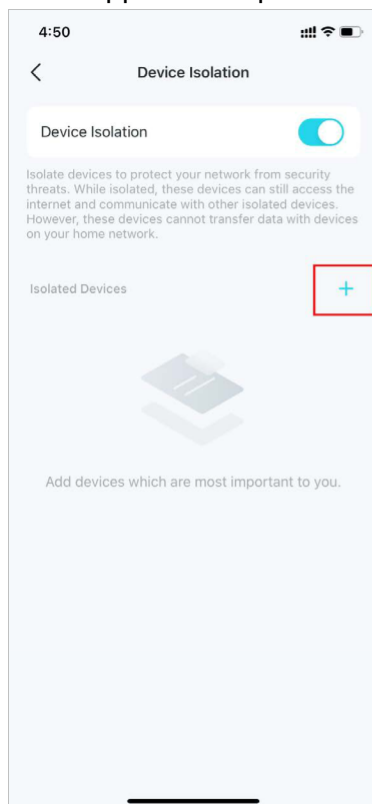 4:50
Device Isolation
Device Isolation
Isolate devices to protect your network from security
threats. While isolated, these devices can still access the
internet and communicate with other isolated devices.
However, these devices cannot transfer data with devices
on your home network.
Isolated Devices +
Add devices which are most important to you.